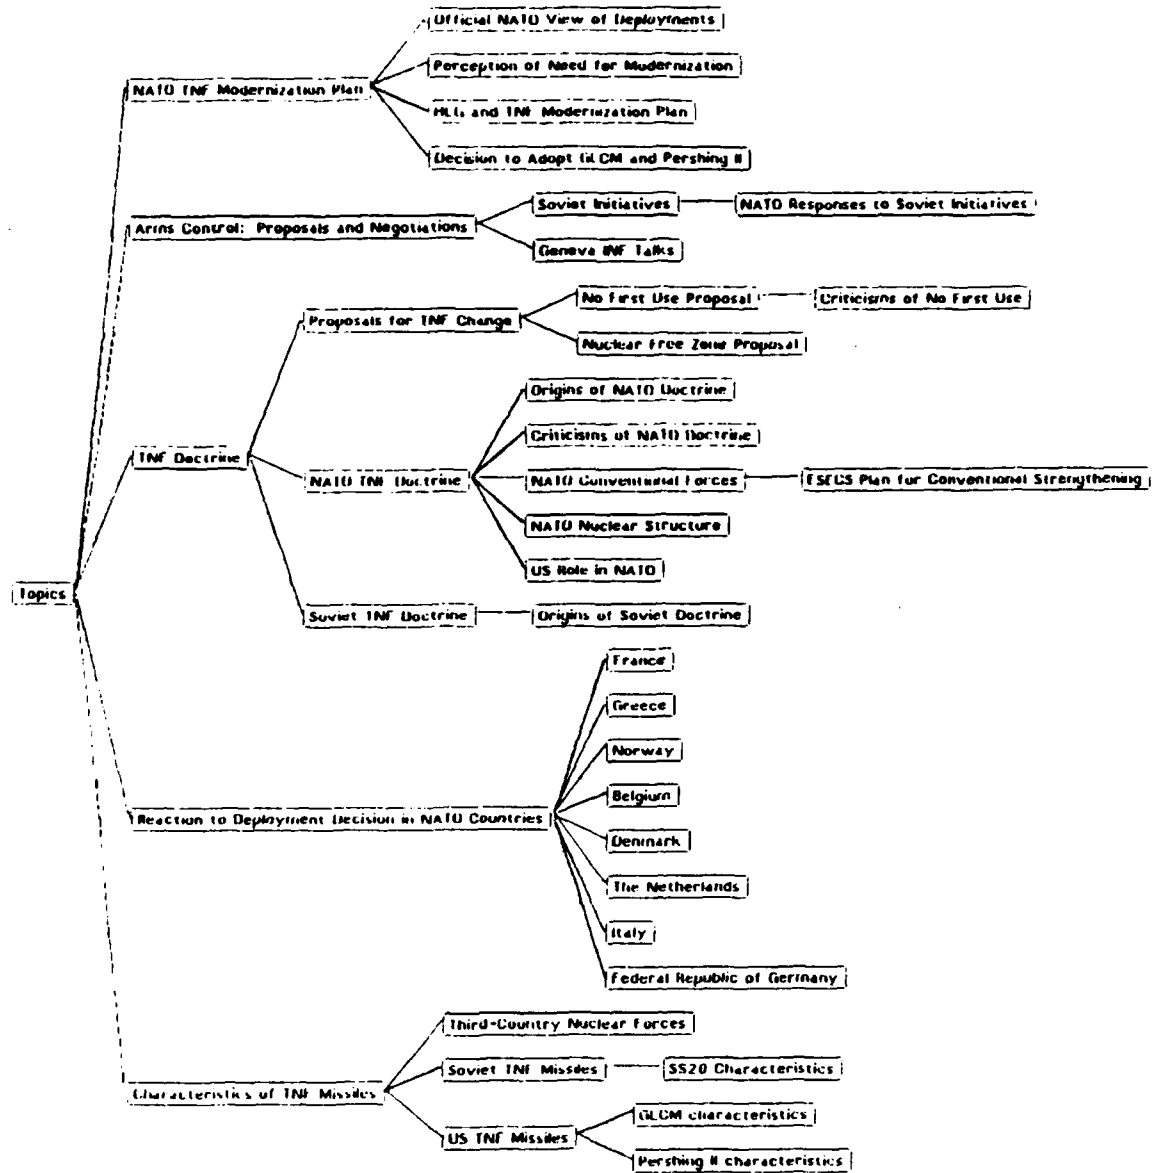 Official NATO View of Deployments
Perception of Need for Modernization
NATO TNF Modernization Plan
HLG and TNF Modernization Plan
Decision to Adopt GLCM and Pershing II
Soviet Initiatives
NATO Responses to Soviet Initiatives
Arms Control: Proposals and Negotiations
Geneva INF Talks
No First Use Proposal
Criticisms of No First Use
Proposals for TNF Change
Nuclear Free Zone Proposal
Origins of NATO Doctrine
Criticisms of NATO Doctrine
TNF Doctrine
NATO TNF Doctrine
NATO Conventional Forces
ESECS Plan for Conventional Strengthening
NATO Nuclear Structure
US Role in NATO
Topics
Soviet TNF Doctrine
Origins of Soviet Doctrine
France
Greece
Norway
Belgium
Reaction to Deployment Decision in NATO Countries
Denmark
The Netherlands
Italy
Federal Republic of Germany
Third-Country Nuclear Forces
Soviet TNF Missiles
SS20 Characteristics
Characteristics of TNF Missiles
GLCM characteristics
US TNF Missiles
Pershing II characteristics